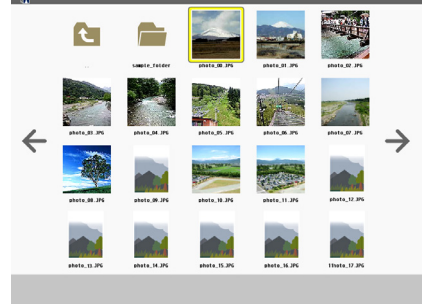 ...
sample_folder
photo_00.JPG
photo_01.JPG
photo_02.JPG
photo_03.JPG
photo_04.JPG
photo_05.JPG
photo_06.JPG
photo_07.JPG
photo_08.JPG
photo_09.JPG
photo_10.JPG
photo_11.JPG
photo_12.JPG
photo_13.JPG
photo_14.JPG
photo_15.JPG
photo_16.JPG
11hoto_17.JPG